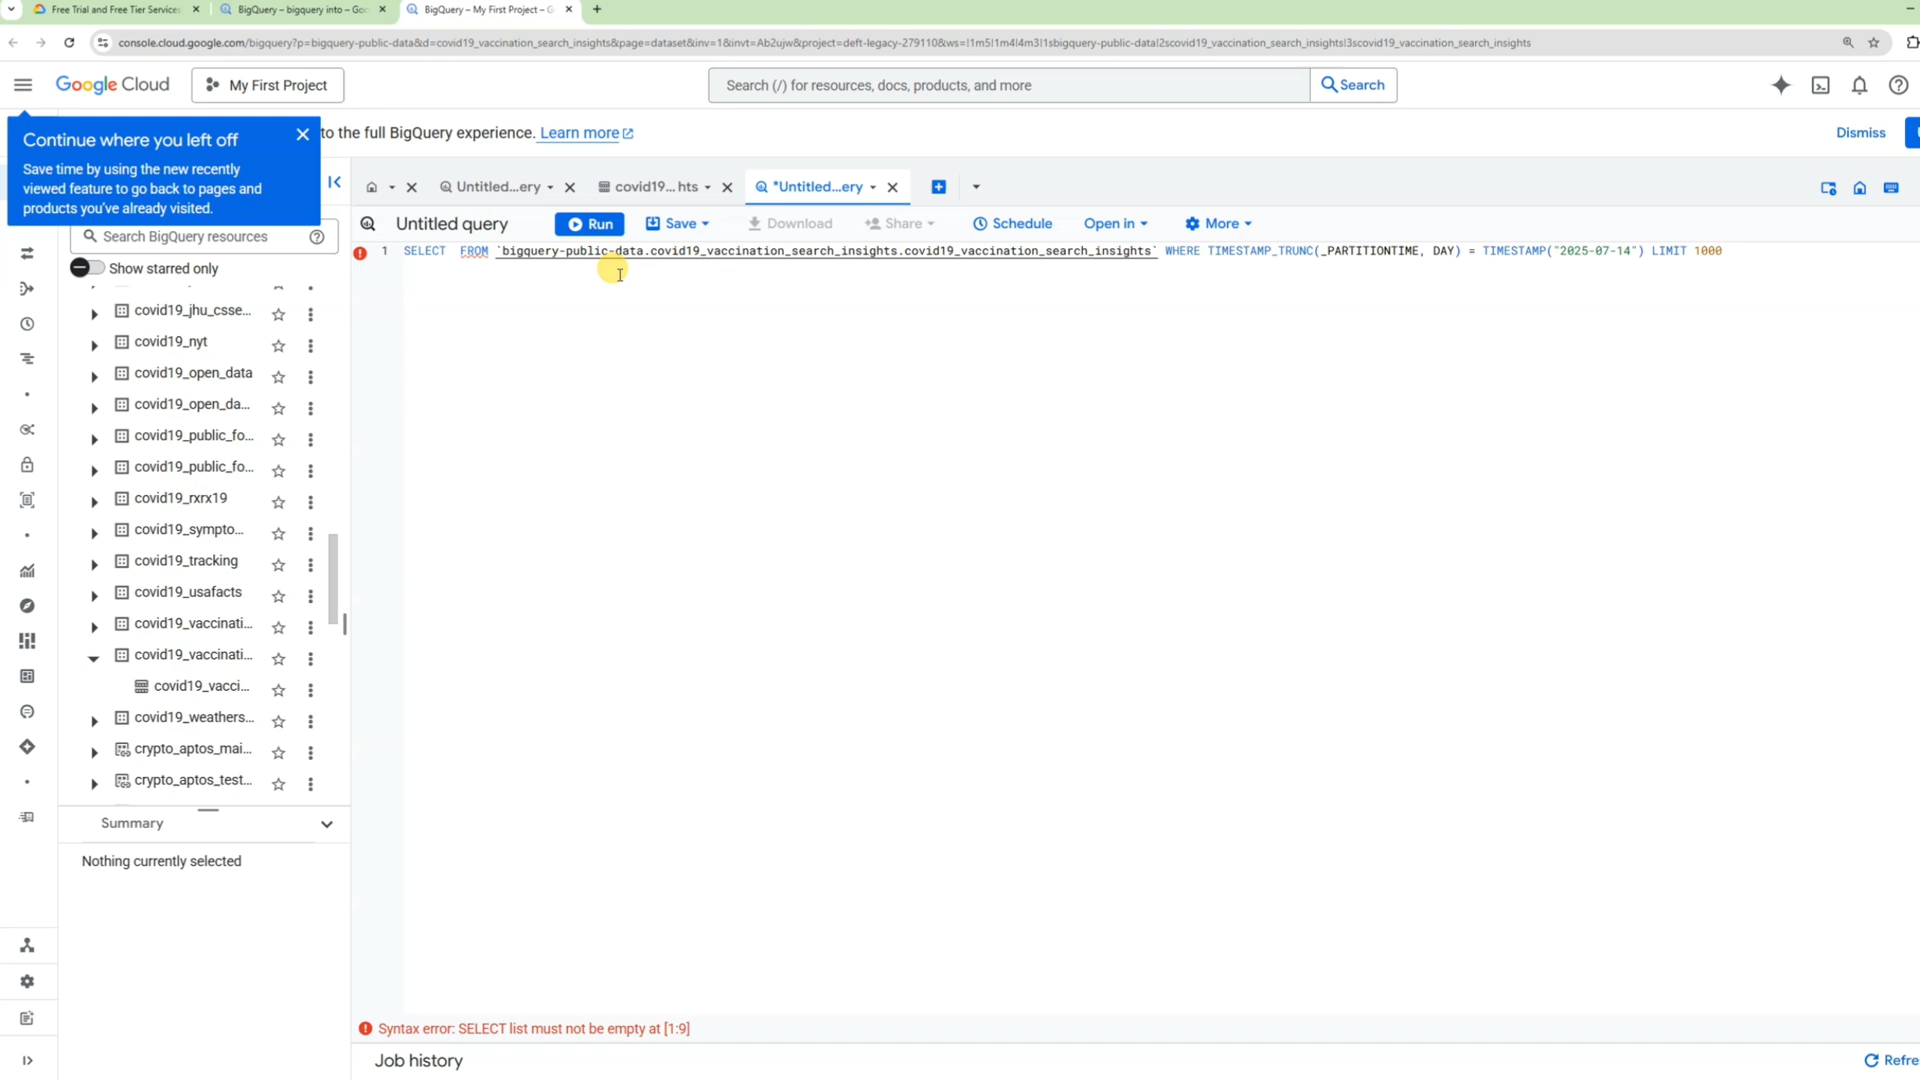 Free Trial and Free Tier Services
BigQuery – bigquery into – Goo
BigQuery – My First Project – G
console.cloud.google.com/bigquery?p=bigquery-public-data&d=covid19_vaccination_search_insights&page=dataset&inv=1&invt=Ab2ujw&project=deft-legacy-279110&ws=!1m5!1m4!4m3!1sbigquery-public-data!2scovid19_vaccination_search_insights!3scovid19_vaccination_search_insights
Google Cloud
My First Project
Search (/) for resources, docs, products, and more
Search
Continue where you left off
Save time by using the new recently
viewed feature to go back to pages and
products you've already visited.
to the full BigQuery experience. Learn more
Dismiss
Untitled...ery
covid19... hts
*Untitled...ery
Untitled query
Run
Save
Download
Share
Schedule
Open in
More
Search BigQuery resources
Show starred only
1 SELECT FROM `bigquery-public-data.covid19_vaccination_search_insights.covid19_vaccination_search_insights` WHERE TIMESTAMP_TRUNC(_PARTITIONTIME, DAY) = TIMESTAMP("2025-07-14") LIMIT 1000
covid19_jhu_csse...
covid19_nyt
covid19_open_data
covid19_open_da...
covid19_public_fo...
covid19_public_fo...
covid19_rxrx19
covid19_sympto...
covid19_tracking
covid19_usafacts
covid19_vaccinati...
covid19_vaccinati...
covid19_vacci...
covid19_weathers...
crypto_aptos_mai...
crypto_aptos_test...
Summary
Nothing currently selected
Syntax error: SELECT list must not be empty at [1:9]
Job history
Refre